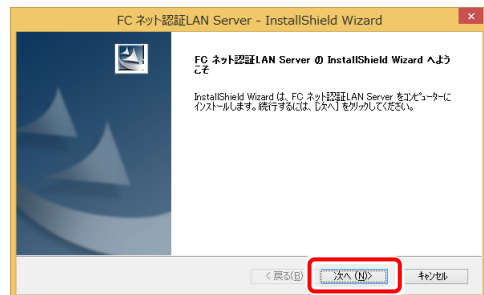 FC ネット認証LAN Server - InstallShield Wizard
FC ネット認証LAN Server の InstallShield Wizard へよう
こそ
InstallShield Wizard は、FC ネット認証LAN Server をコンピューターに
インストールします。続行するには、[次へ] をクリックしてください。
< 戻る(B)
次へ (N)>
キャンセル